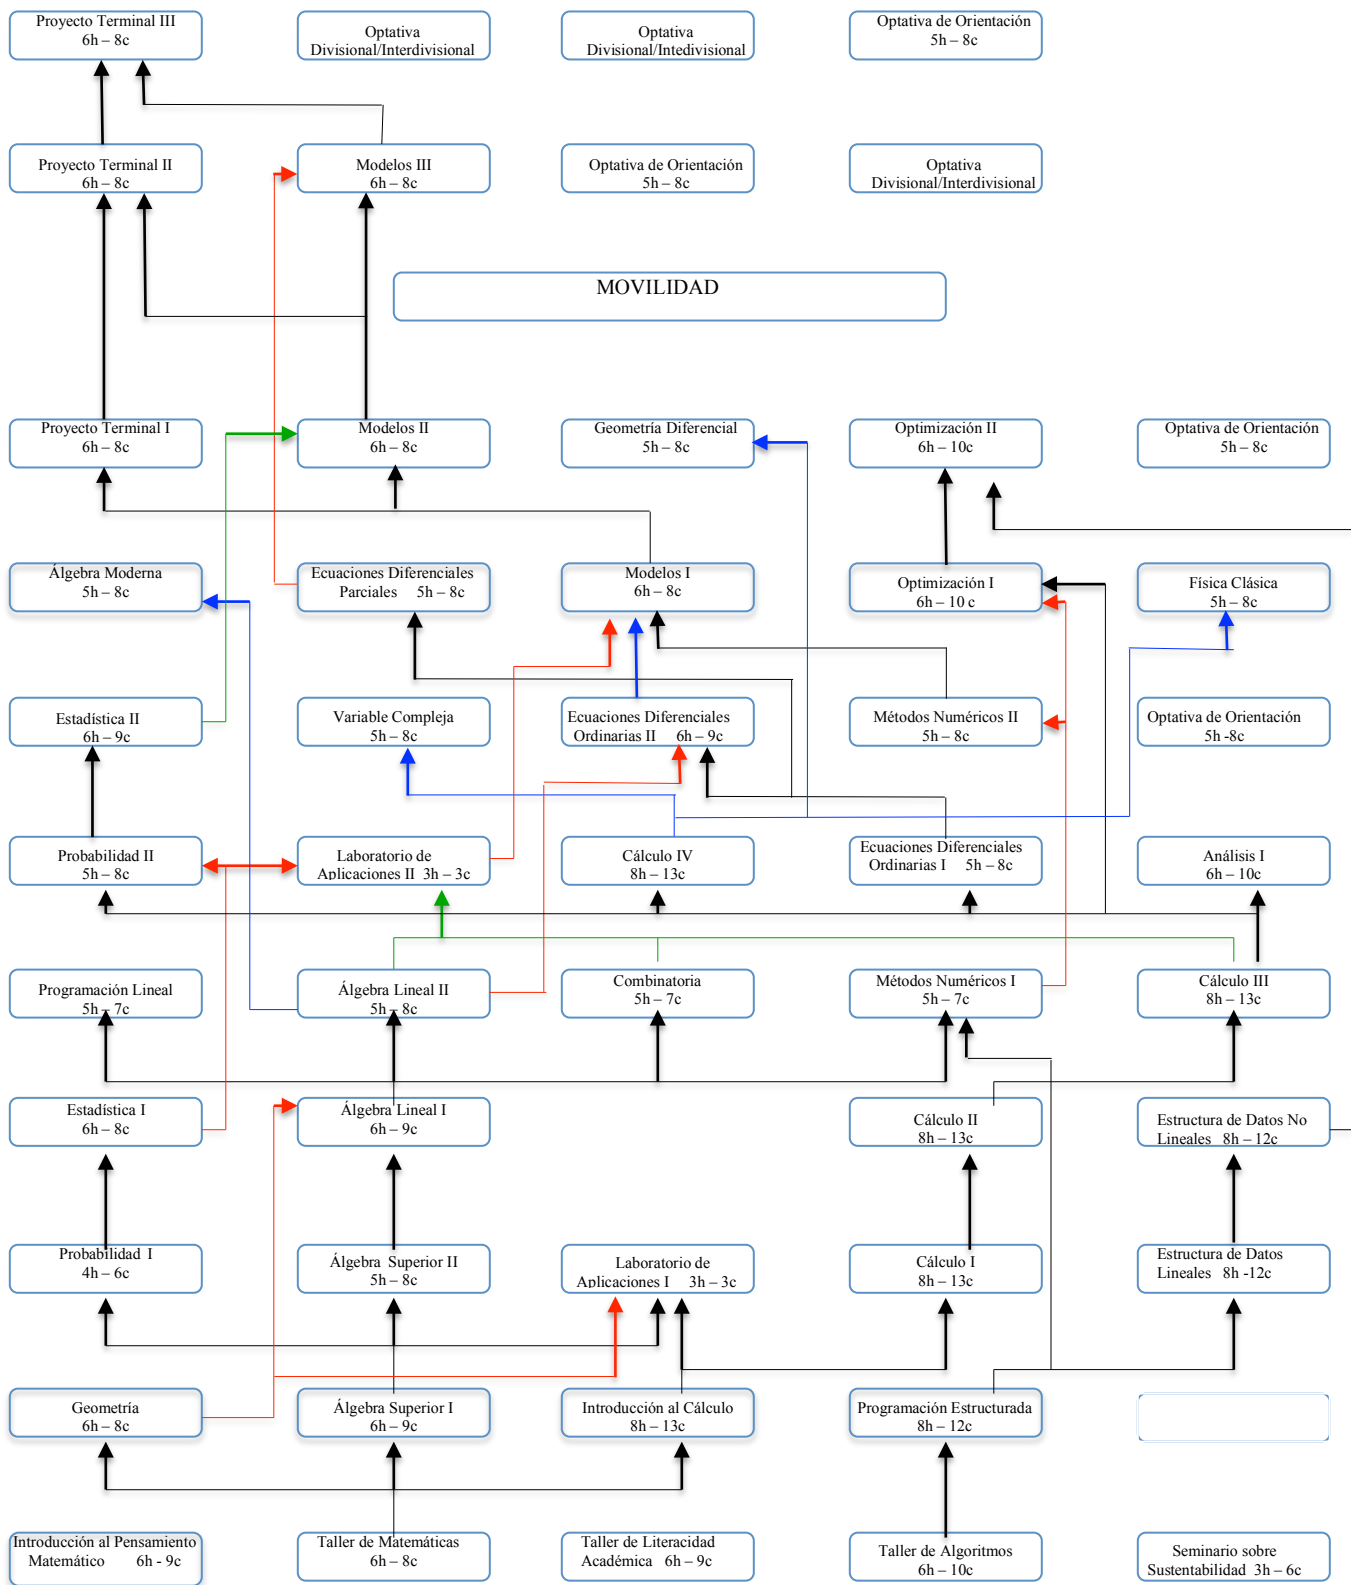 Proyecto Terminal III
6h – 8c
Optativa
Divisional/Interdivisional
Optativa
Divisional/Intedivisional
Optativa de Orientación
5h – 8c
Proyecto Terminal II
6h – 8c
Modelos III
6h – 8c
Optativa de Orientación
5h – 8c
Optativa
Divisional/Interdivisional
MOVILIDAD
Proyecto Terminal I
6h – 8c
Modelos II
6h – 8c
Geometría Diferencial
5h – 8c
Optimización II
6h – 10c
Optativa de Orientación
5h – 8c
Álgebra Moderna
5h – 8c
Ecuaciones Diferenciales
Parciales 5h – 8c
Modelos I
6h – 8c
Optimización I
6h – 10 c
Física Clásica
5h – 8c
Estadística II
6h – 9c
Variable Compleja
5h – 8c
Ecuaciones Diferenciales
Ordinarias II 6h – 9c
Métodos Numéricos II
5h – 8c
Optativa de Orientación
5h -8c
Probabilidad II
5h – 8c
Laboratorio de
Aplicaciones II 3h – 3c
Cálculo IV
8h – 13c
Ecuaciones Diferenciales
Ordinarias I 5h – 8c
Análisis I
6h – 10c
Programación Lineal
5h – 7c
Álgebra Lineal II
5h – 8c
Combinatoria
5h – 7c
Métodos Numéricos I
5h – 7c
Cálculo III
8h – 13c
Estadística I
6h – 8c
Álgebra Lineal I
6h – 9c
Cálculo II
8h – 13c
Estructura de Datos No
Lineales 8h – 12c
Probabilidad I
4h – 6c
Álgebra Superior II
5h – 8c
Laboratorio de
Aplicaciones I 3h – 3c
Cálculo I
8h – 13c
Estructura de Datos
Lineales 8h -12c
Geometría
6h – 8c
Álgebra Superior I
6h – 9c
Introducción al Cálculo
8h – 13c
Programación Estructurada
8h – 12c
Introducción al Pensamiento
Matemático 6h - 9c
Taller de Matemáticas
6h – 8c
Taller de Literacidad
Académica 6h – 9c
Taller de Algoritmos
6h – 10c
Seminario sobre
Sustentabilidad 3h – 6c